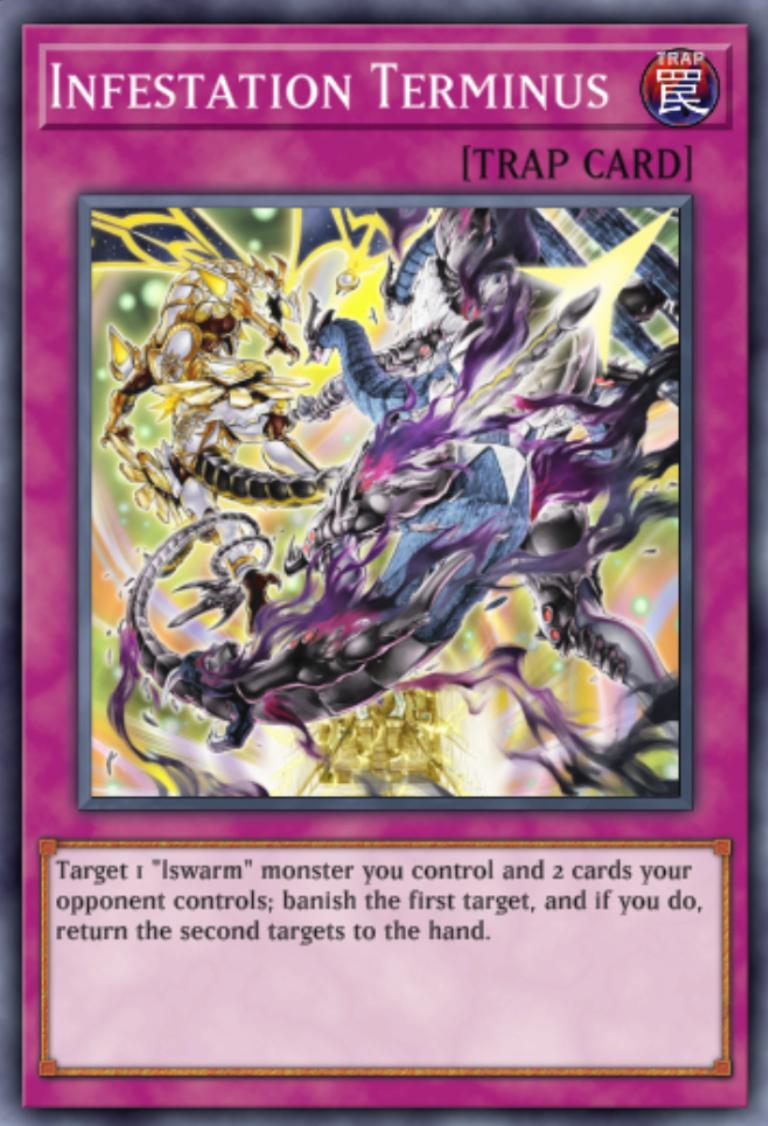 INFESTATION TERMINUS
TRAP
罠
[TRAP CARD]
Target 1 "lswarm" monster you control and 2 cards your
opponent controls; banish the first target, and if you do,
return the second targets to the hand.